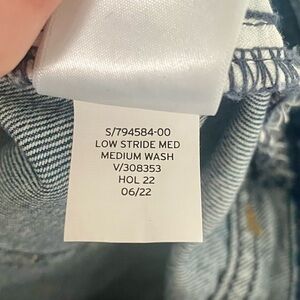 S/794584-00
LOW STRIDE MED
MEDIUM WASH
V/308353
HOL 22
06/22